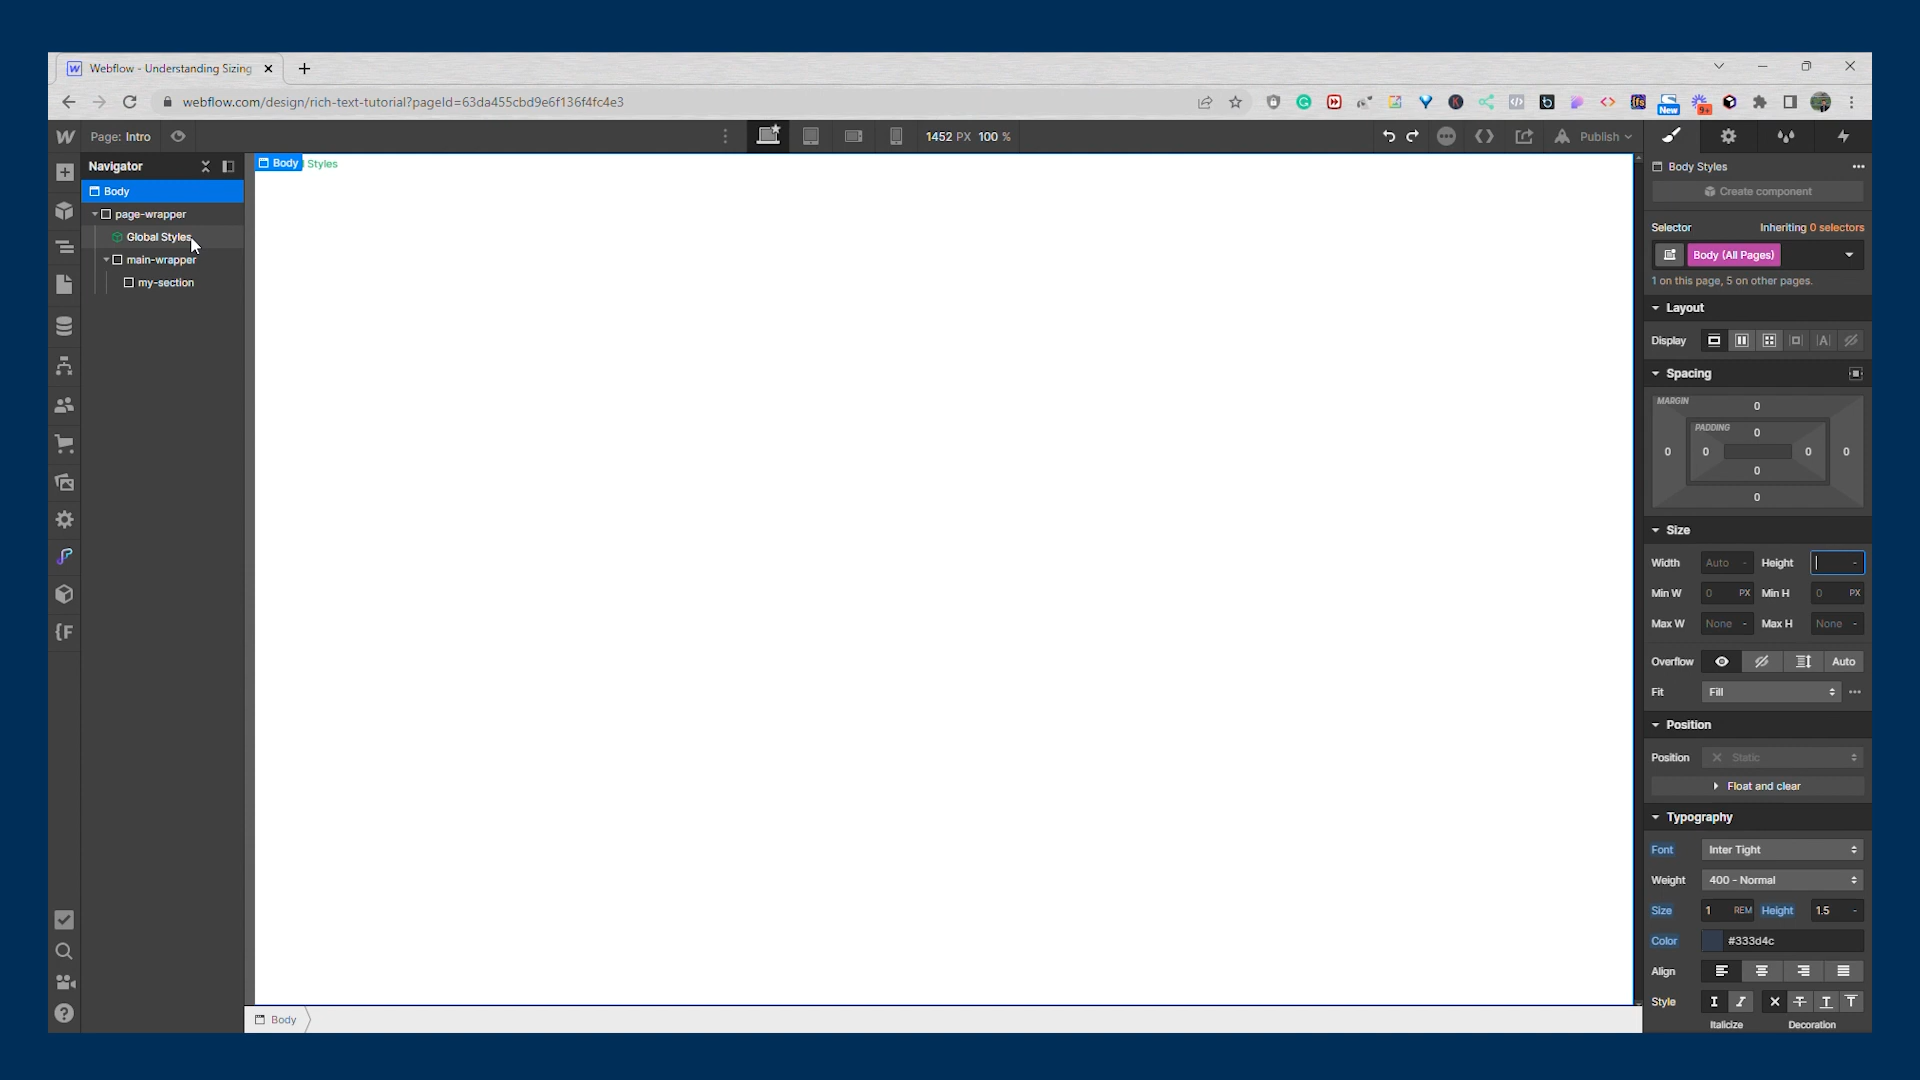 Webflow - Understanding Sizing
webflow.com/design/rich-text-tutorial?pageId=63da455cbd9e6f136f4fc4e3
New
9+
Page: Intro
1452 PX 100 %
Publish
Navigator
Body
page-wrapper
Global Styles
main-wrapper
my-section
Body
Styles
Body
Body Styles
Create component
Selector
Inheriting 0 selectors
Body (All Pages)
1 on this page, 5 on other pages.
Layout
Display
Spacing
MARGIN
0
PADDING
0
0 0 0 0
0
0
Size
Width Auto - Height -
Min W 0 PX Min H 0 PX
Max W None - Max H None -
Overflow Auto
Fit Fill
Position
Position Static
Float and clear
Typography
Font Inter Tight
Weight 400 - Normal
Size 1 REM Height 1.5 -
Color #333d4c
Align
Style
Italicize Decoration